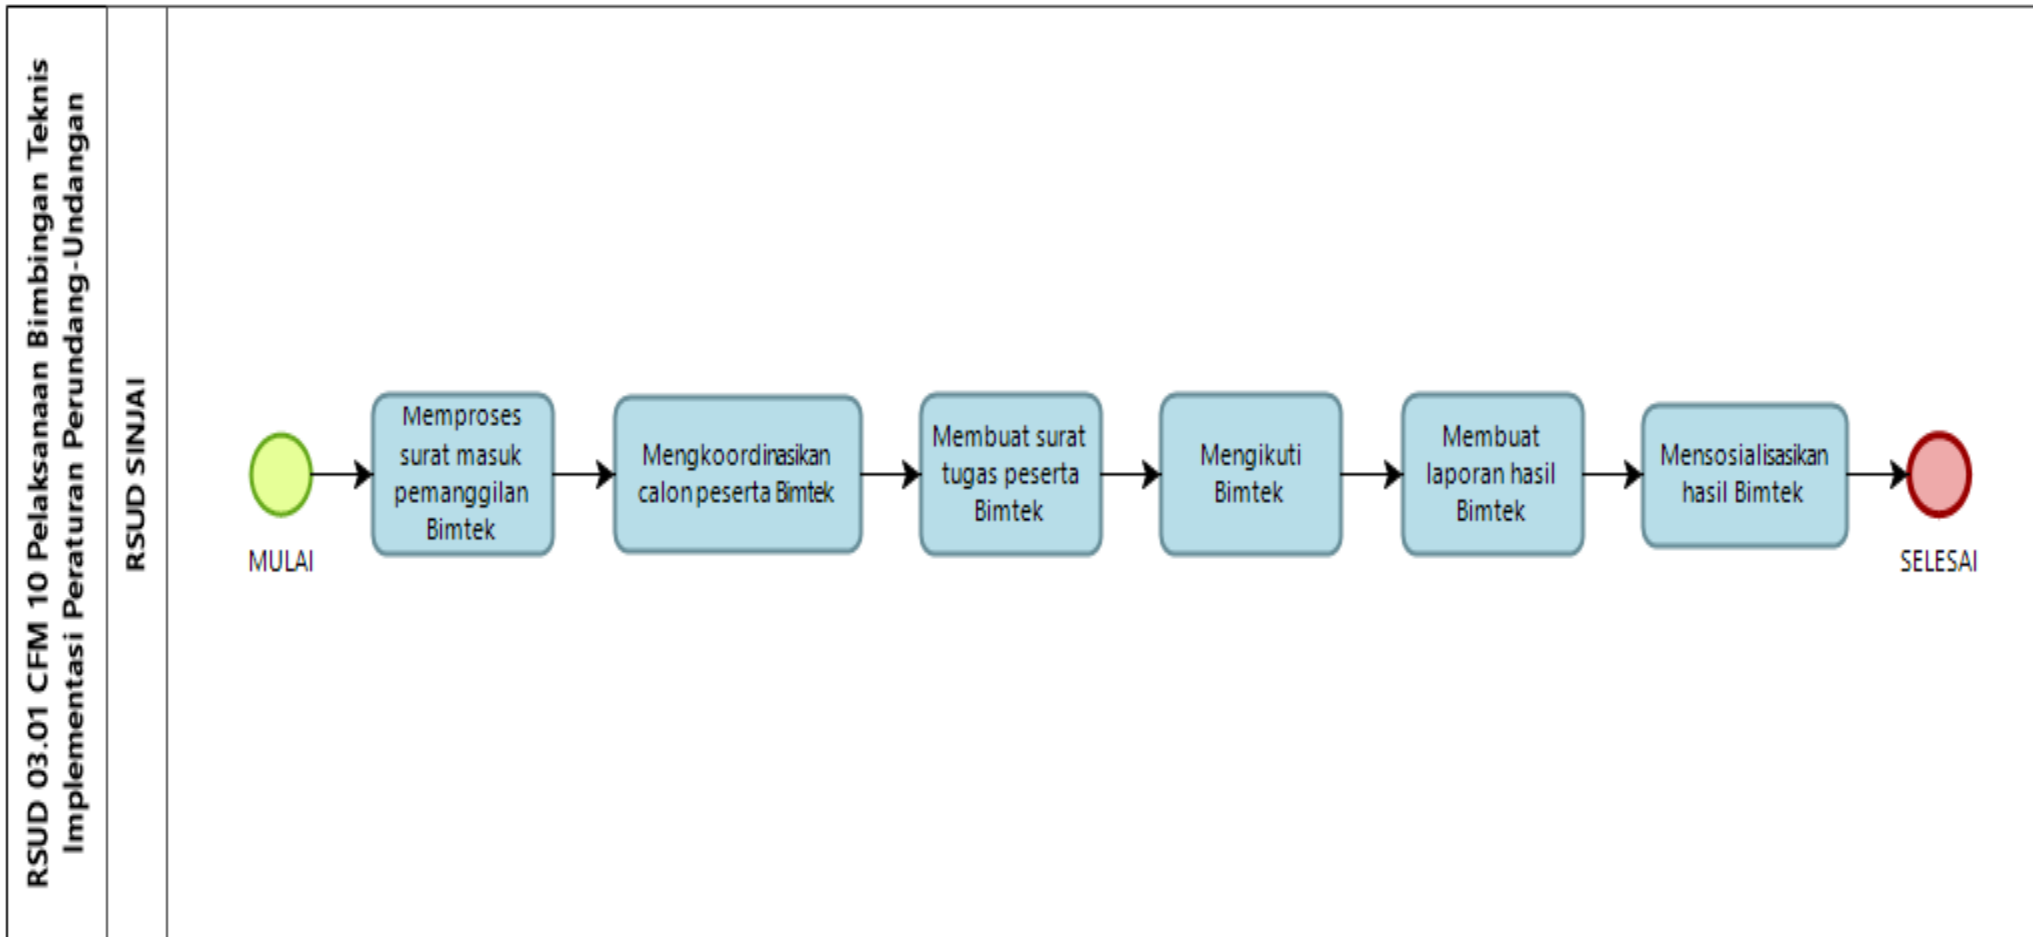 RSUD 03.01 CFM 10 Pelaksanaan Bimbingan Teknis
Implementasi Peraturan Perundang-Undangan
RSUD SINJAI
MULAI
Memproses
surat masuk
pemanggilan
Bimtek
Mengkoordinasikan
calon peserta Bimtek
Membuat surat
tugas peserta
Bimtek
Mengikuti
Bimtek
Membuat
laporan hasil
Bimtek
Mensosialisasikan
hasil Bimtek
SELESAI